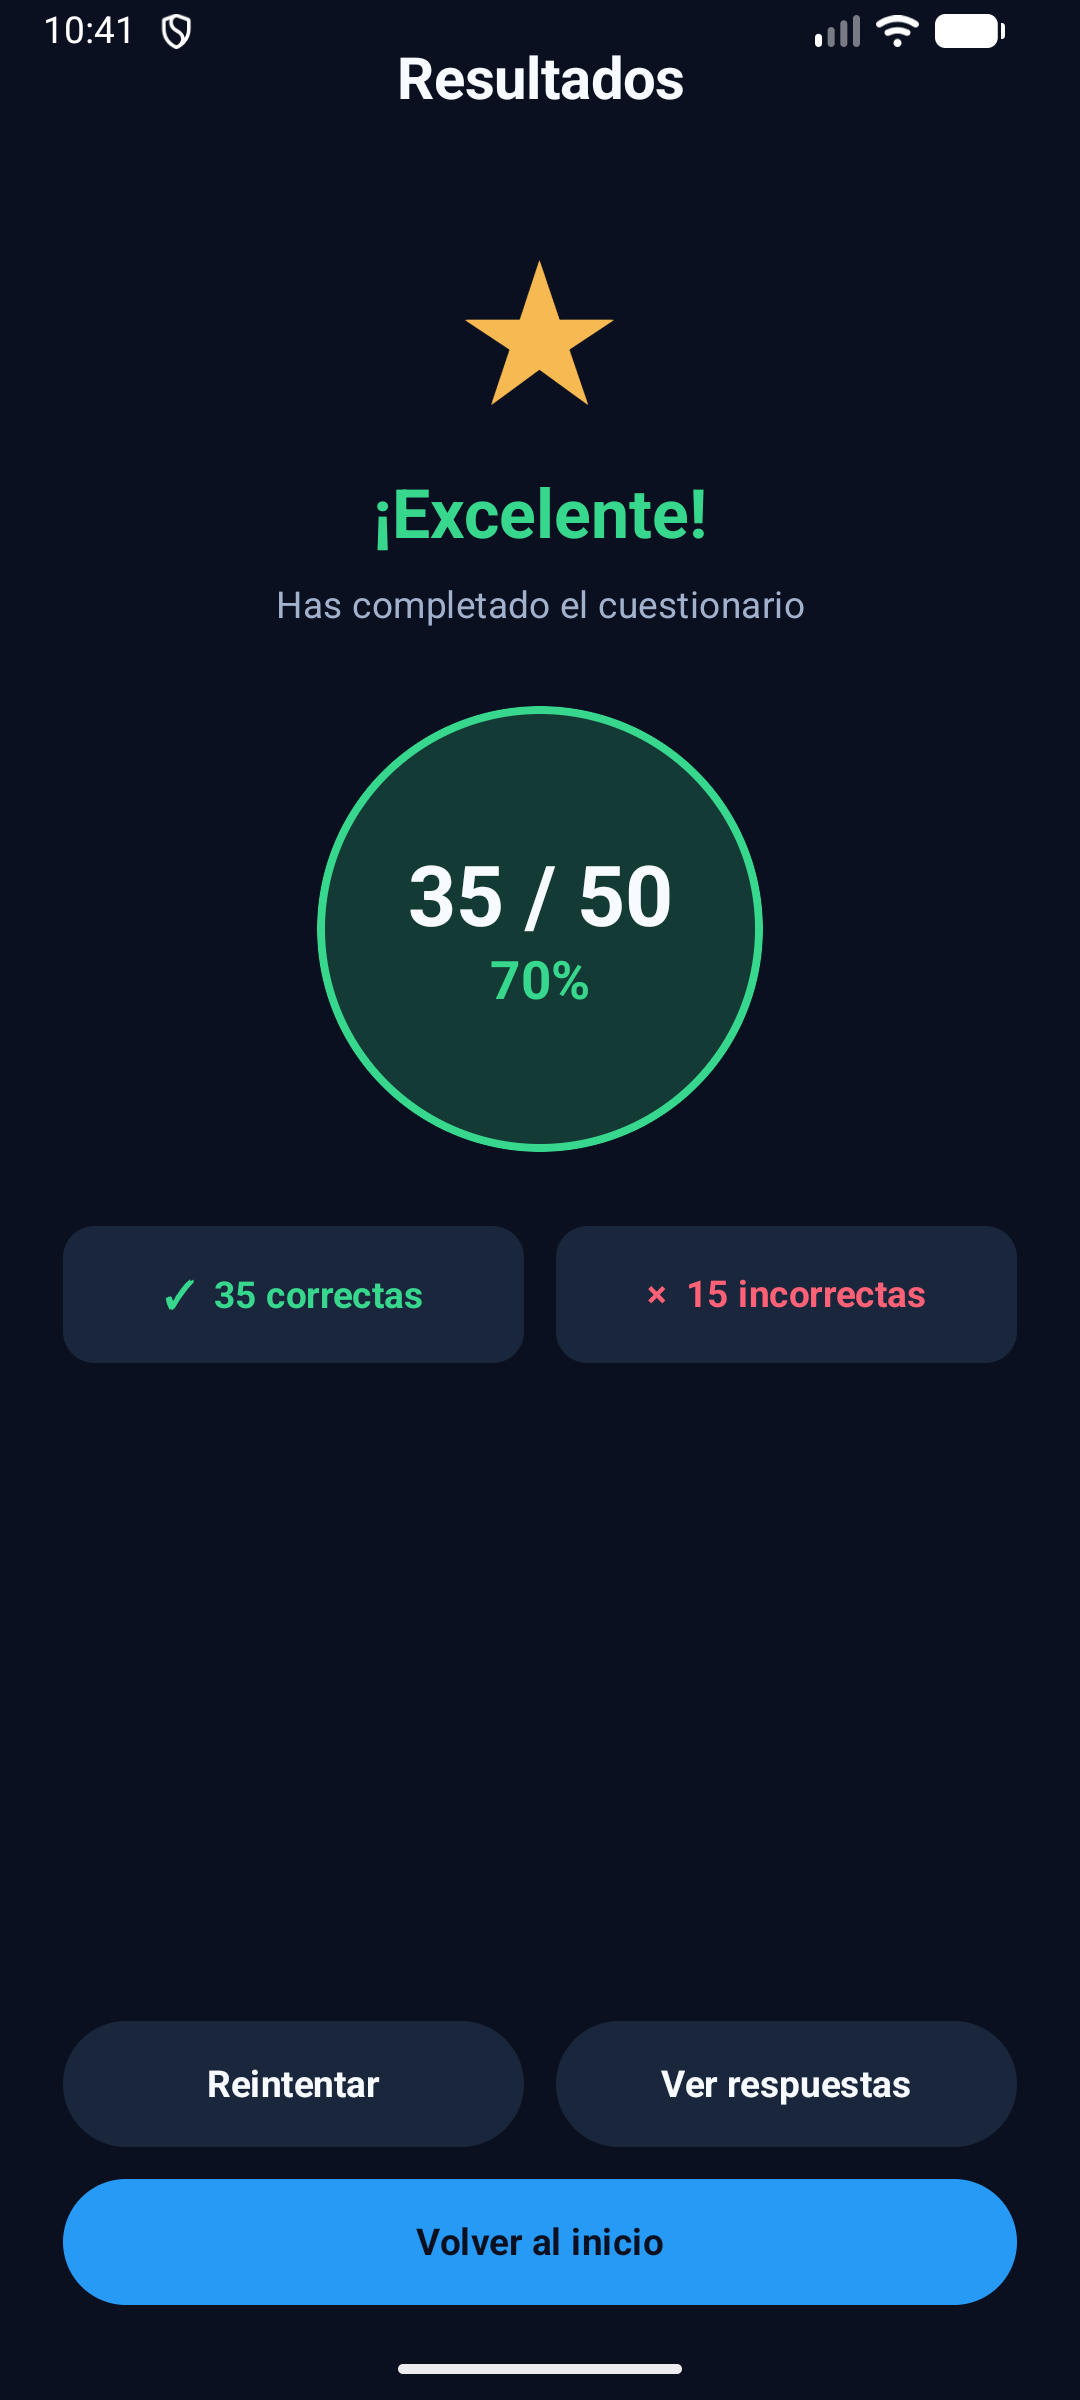 10:41
Resultados
¡Excelente!
Has completado el cuestionario
35 / 50
70%
✓ 35 correctas
× 15 incorrectas
Reintentar
Ver respuestas
Volver al inicio